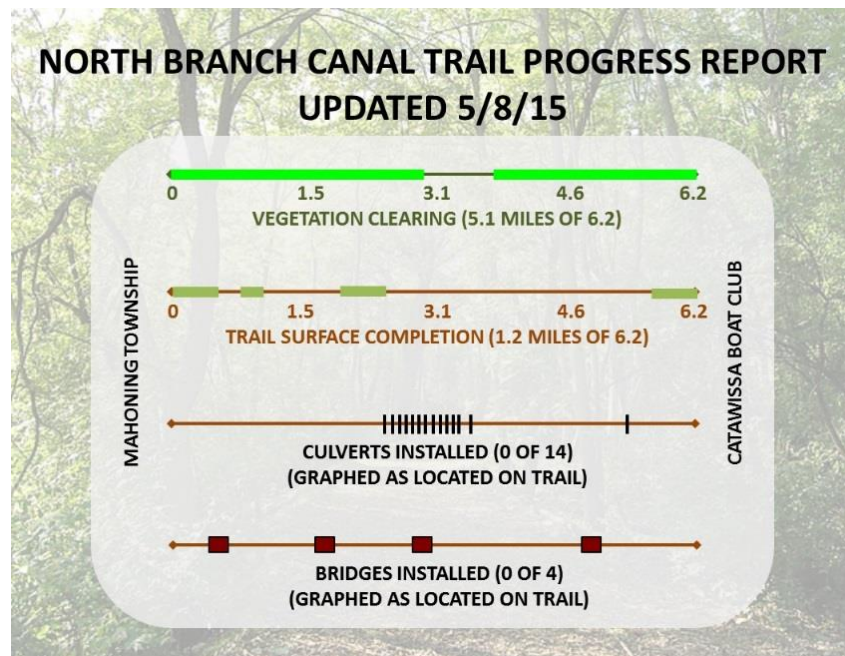 NORTH BRANCH CANAL TRAIL PROGRESS REPORT
UPDATED 5/8/15
0 1.5 3.1 4.6 6.2
VEGETATION CLEARING (5.1 MILES OF 6.2)
MAHONING TOWNSHIP
CATAWISSA BOAT CLUB
0 1.5 3.1 4.6 6.2
TRAIL SURFACE COMPLETION (1.2 MILES OF 6.2)
CULVERTS INSTALLED (0 OF 14)
(GRAPHED AS LOCATED ON TRAIL)
BRIDGES INSTALLED (0 OF 4)
(GRAPHED AS LOCATED ON TRAIL)